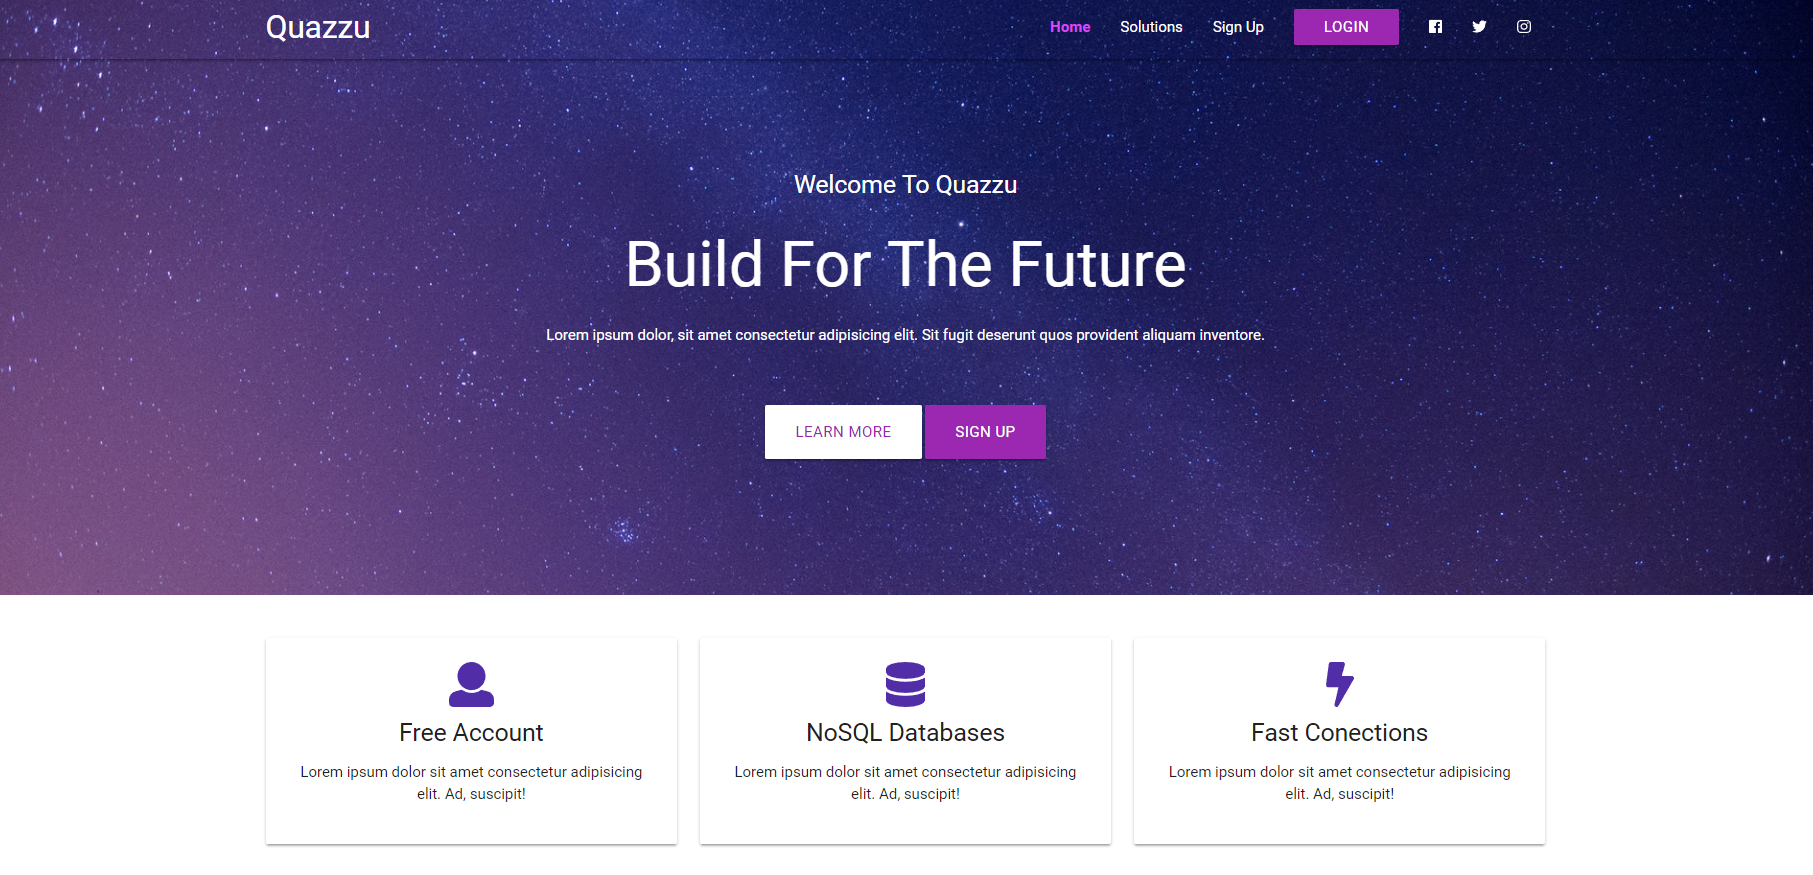 Quazzu
Home Solutions Sign Up LOGIN
Welcome To Quazzu
Build For The Future
Lorem ipsum dolor, sit amet consectetur adipisicing elit. Sit fugit deserunt quos provident aliquam inventore.
LEARN MORE SIGN UP
Free Account
Lorem ipsum dolor sit amet consectetur adipisicing
elit. Ad, suscipit!
NoSQL Databases
Lorem ipsum dolor sit amet consectetur adipisicing
elit. Ad, suscipit!
Fast Conections
Lorem ipsum dolor sit amet consectetur adipisicing
elit. Ad, suscipit!